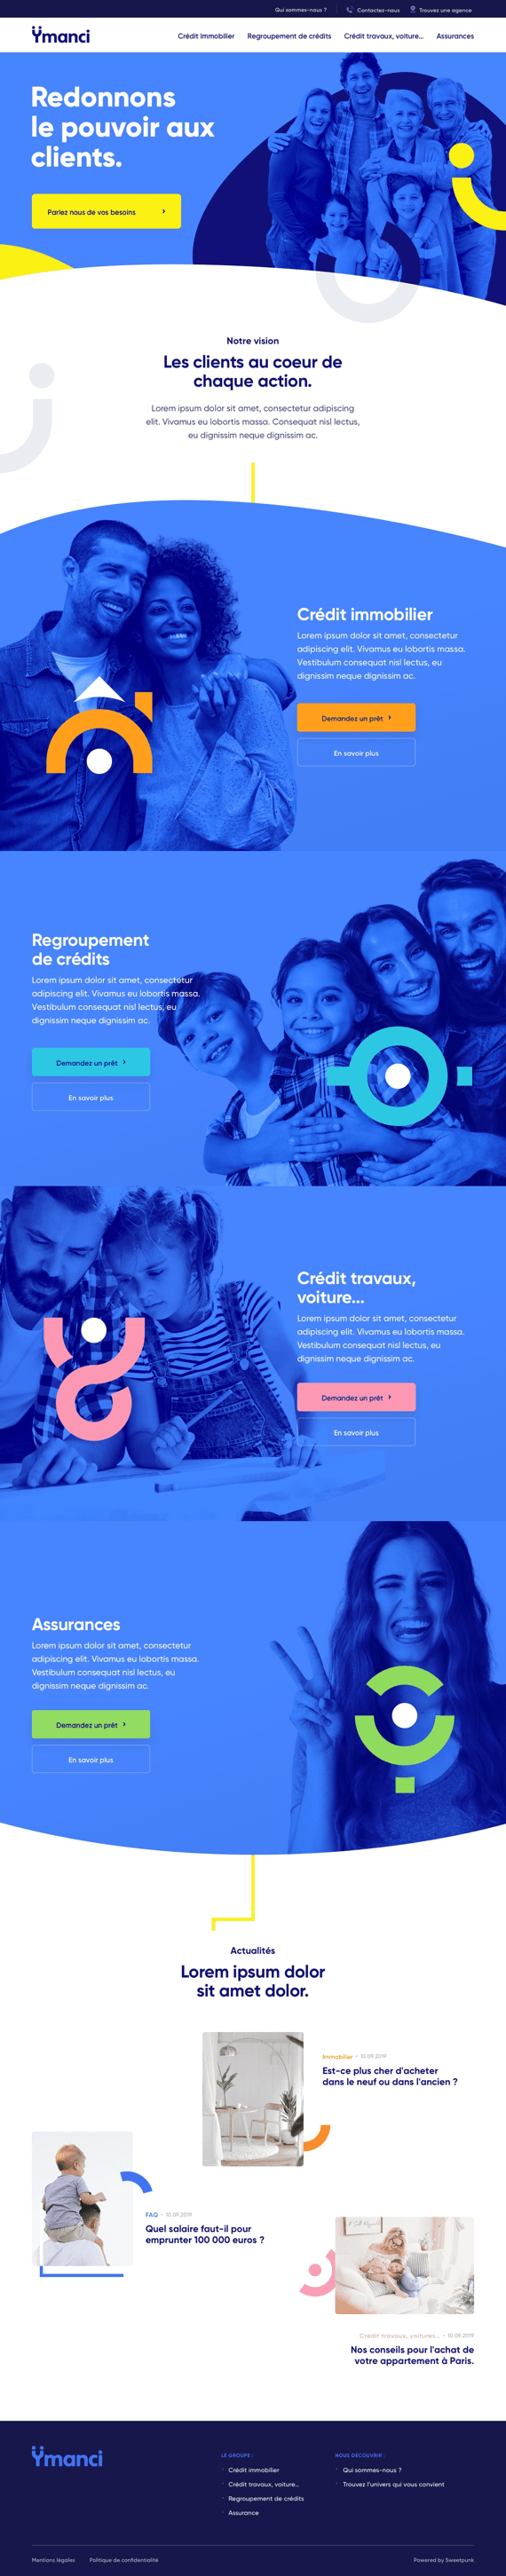 Qui sommes-nous ?
Contactez-nous
Trouvez une agence
Ymanci
Crédit Immobilier
Regroupement de crédits
Crédit travaux, voiture...
Assurances
Redonnons
le pouvoir aux
clients.
Parlez nous de vos besoins
Notre vision
Les clients au coeur de
chaque action.
Lorem ipsum dolor sit amet, consectetur adipiscing
elit. Vivamus eu lobortis massa. Consequat nisl lectus,
eu dignissim neque dignissim ac.
Crédit immobilier
Lorem ipsum dolor sit amet, consectetur
adipiscing elit. Vivamus eu lobortis massa.
Vestibulum consequat nisl lectus, eu
dignissim neque dignissim ac.
Demandez un prêt
En savoir plus
Regroupement
de crédits
Lorem ipsum dolor sit amet, consectetur
adipiscing elit. Vivamus eu lobortis massa.
Vestibulum consequat nisl lectus, eu
dignissim neque dignissim ac.
Demandez un prêt
En savoir plus
Crédit travaux,
voiture...
Lorem ipsum dolor sit amet, consectetur
adipiscing elit. Vivamus eu lobortis massa.
Vestibulum consequat nisl lectus, eu
dignissim neque dignissim ac.
Demandez un prêt
En savoir plus
Assurances
Lorem ipsum dolor sit amet, consectetur
adipiscing elit. Vivamus eu lobortis massa.
Vestibulum consequat nisl lectus, eu
dignissim neque dignissim ac.
Demandez un prêt
En savoir plus
Actualités
Lorem ipsum dolor
sit amet dolor.
Immobilier - 10.09.2019
Est-ce plus cher d'acheter
dans le neuf ou dans l'ancien ?
FAQ - 10.09.2019
Quel salaire faut-il pour
emprunter 100 000 euros ?
Crédit travaux, voitures... - 10.09.2019
Nos conseils pour l'achat de
votre appartement à Paris.
Ymanci
LE GROUPE :
Crédit immobilier
Crédit travaux, voiture...
Regroupement de crédits
Assurance
NOUS DÉCOUVRIR :
Qui sommes-nous ?
Trouvez l'univers qui vous convient
Mentions légales
Politique de confidentialité
Powered by Sweetpunk